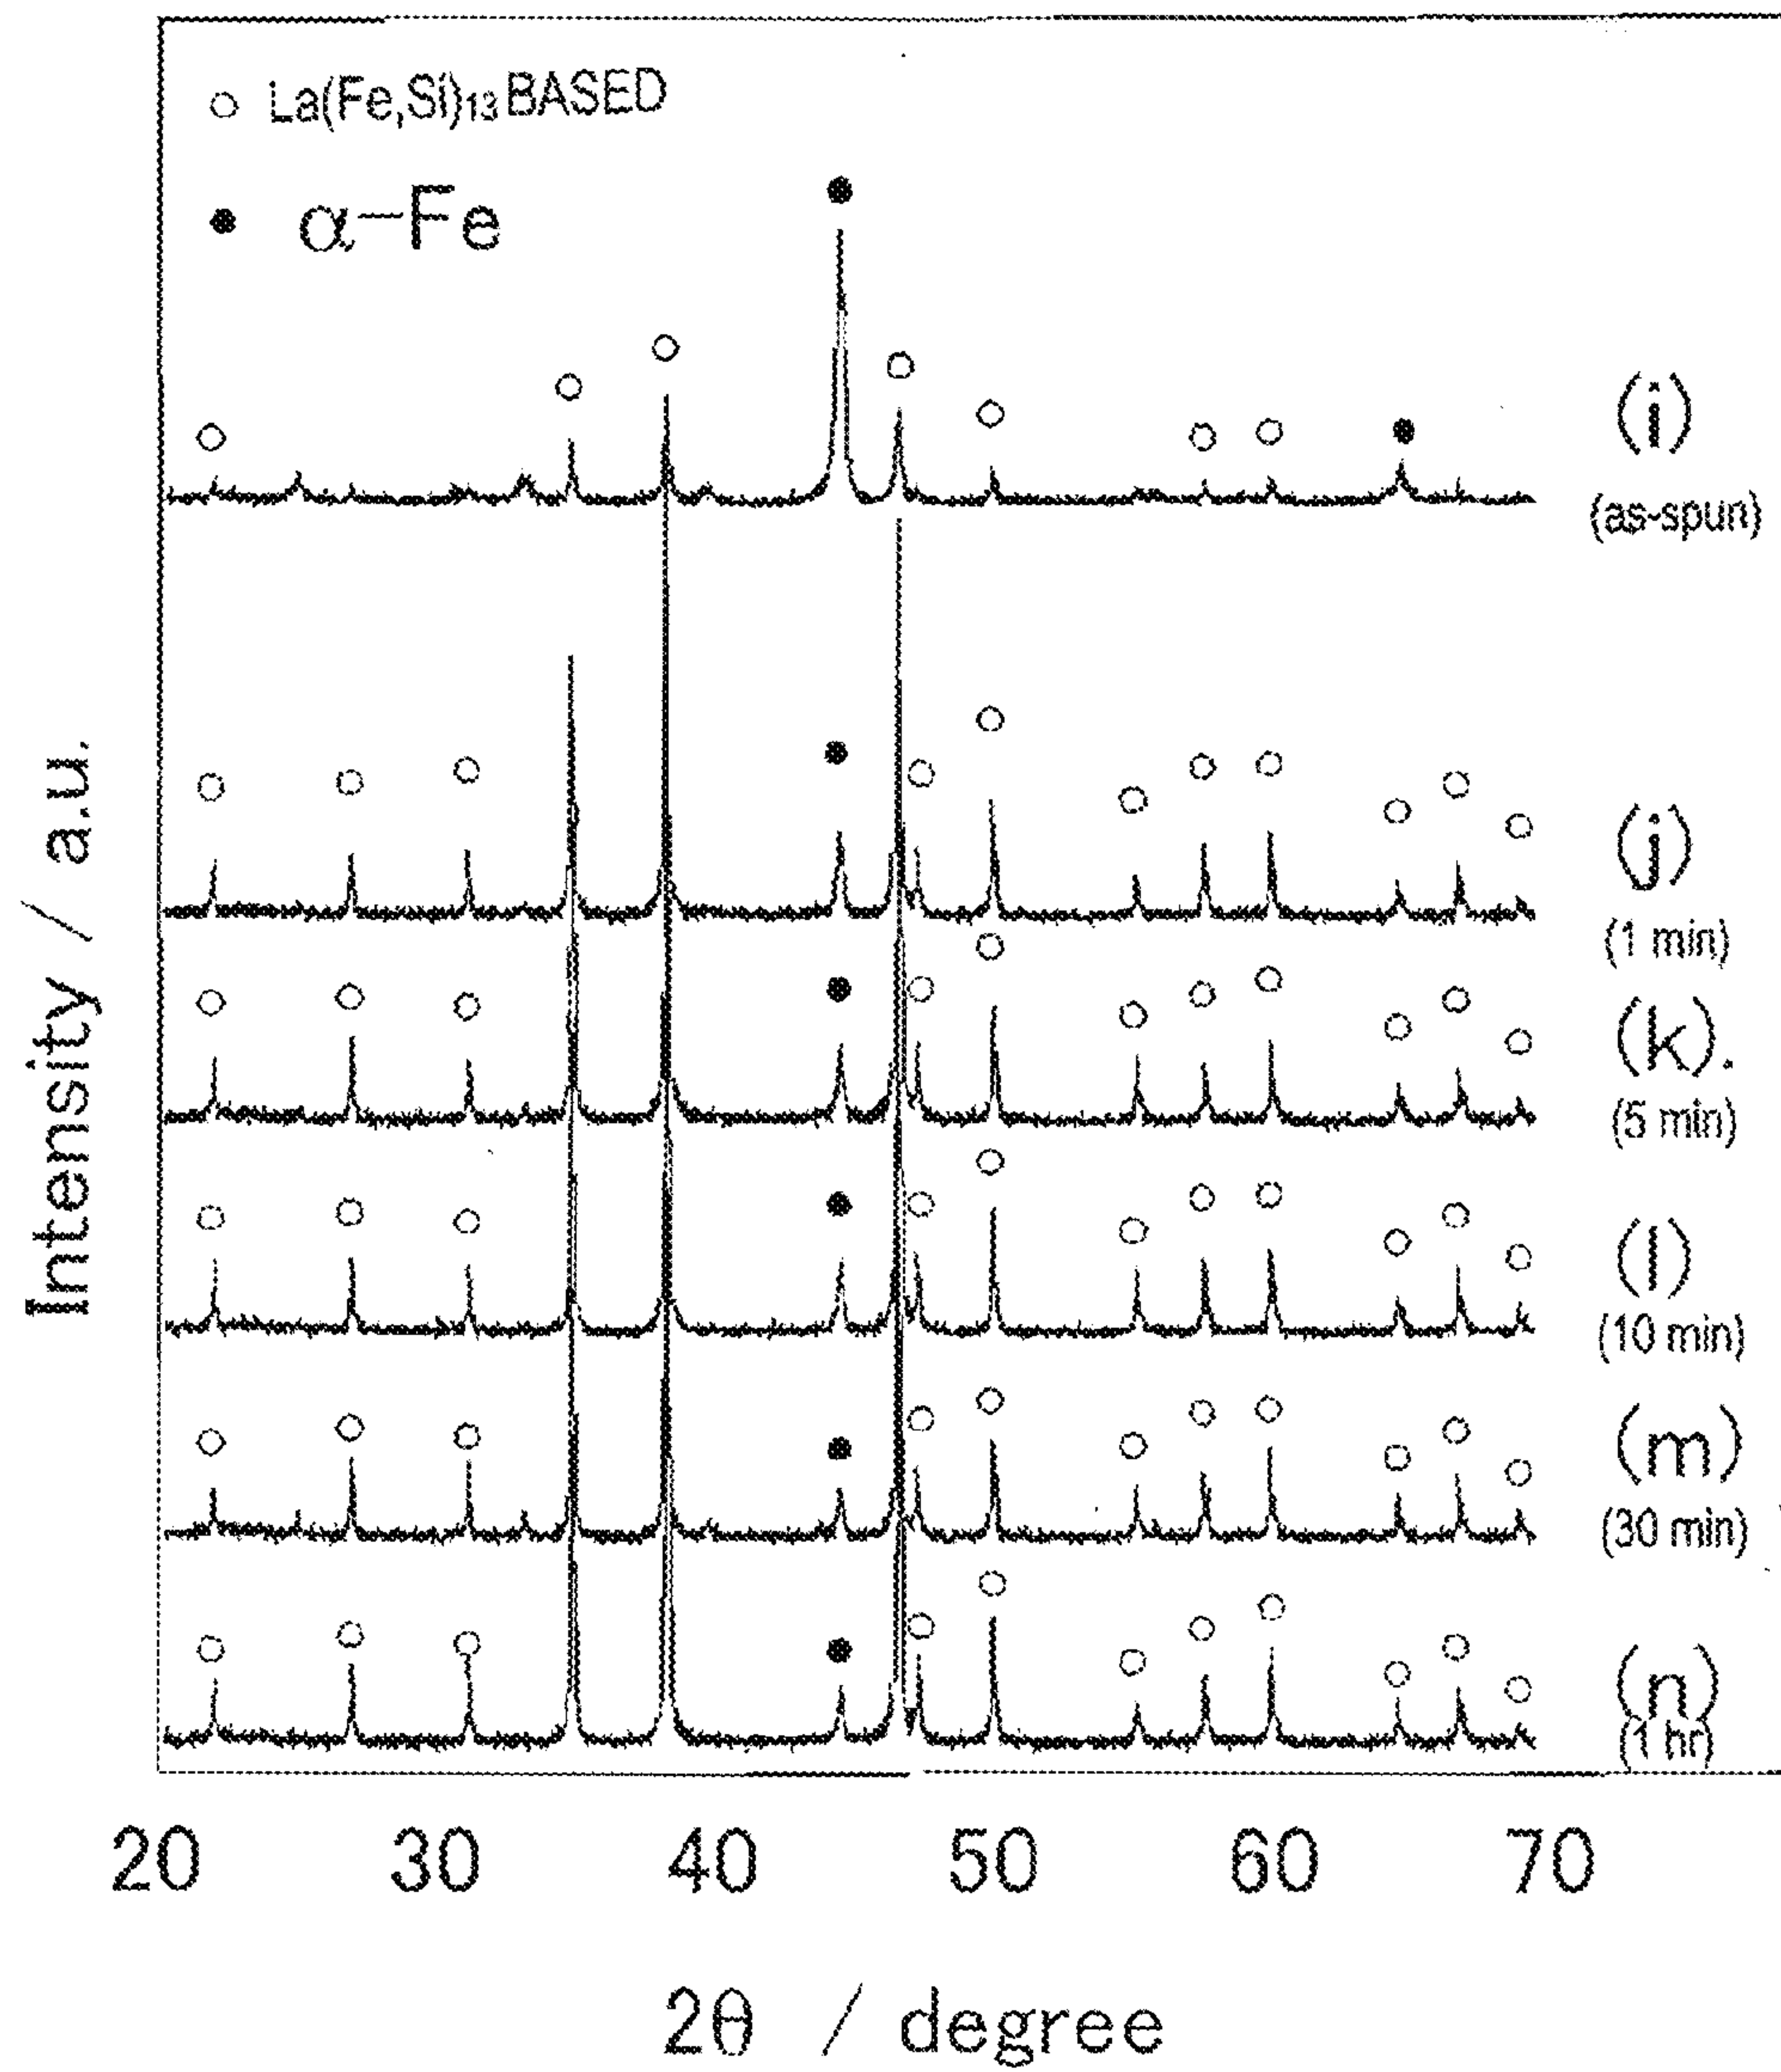 ○ La(Fe,Si)₁₃ BASED
● α-Fe
(i)
(as-spun)
(j)
(1 min)
(k).
(5 min)
(l)
(10 min)
(m)
(30 min)
(n)
(1 hr)
Intensity / a.u.
20 30 40 50 60 70
2θ / degree